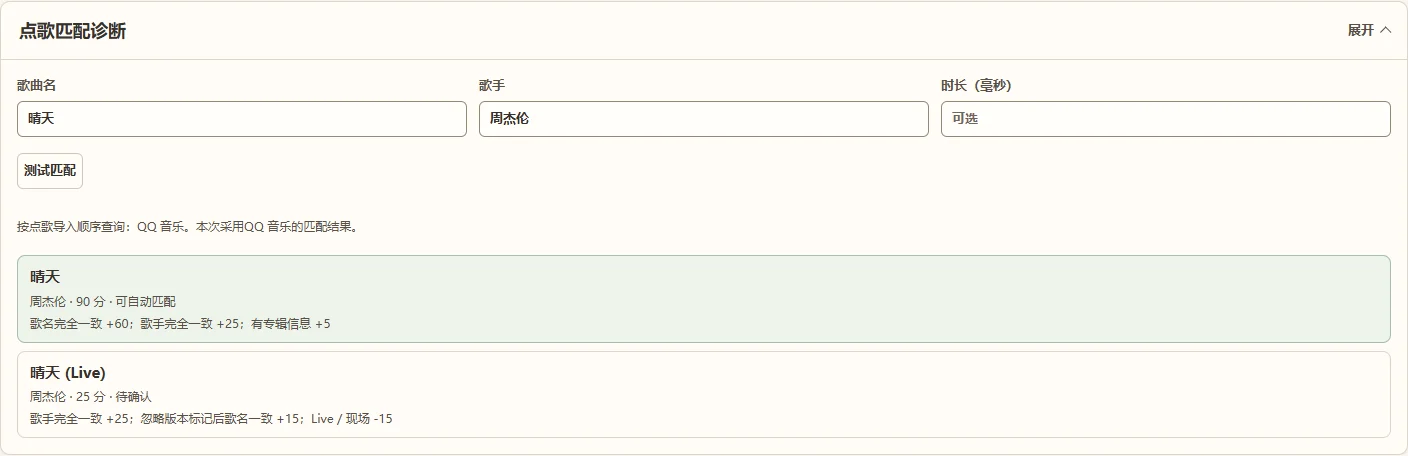 点歌匹配诊断
展开
歌曲名
歌手
时长（毫秒）
晴天
周杰伦
可选
测试匹配
按点歌导入顺序查询：QQ 音乐。本次采用QQ 音乐的匹配结果。
晴天
周杰伦 · 90 分 · 可自动匹配
歌名完全一致 +60；歌手完全一致 +25；有专辑信息 +5
晴天 (Live)
周杰伦 · 25 分 · 待确认
歌手完全一致 +25；忽略版本标记后歌名一致 +15；Live / 现场 -15